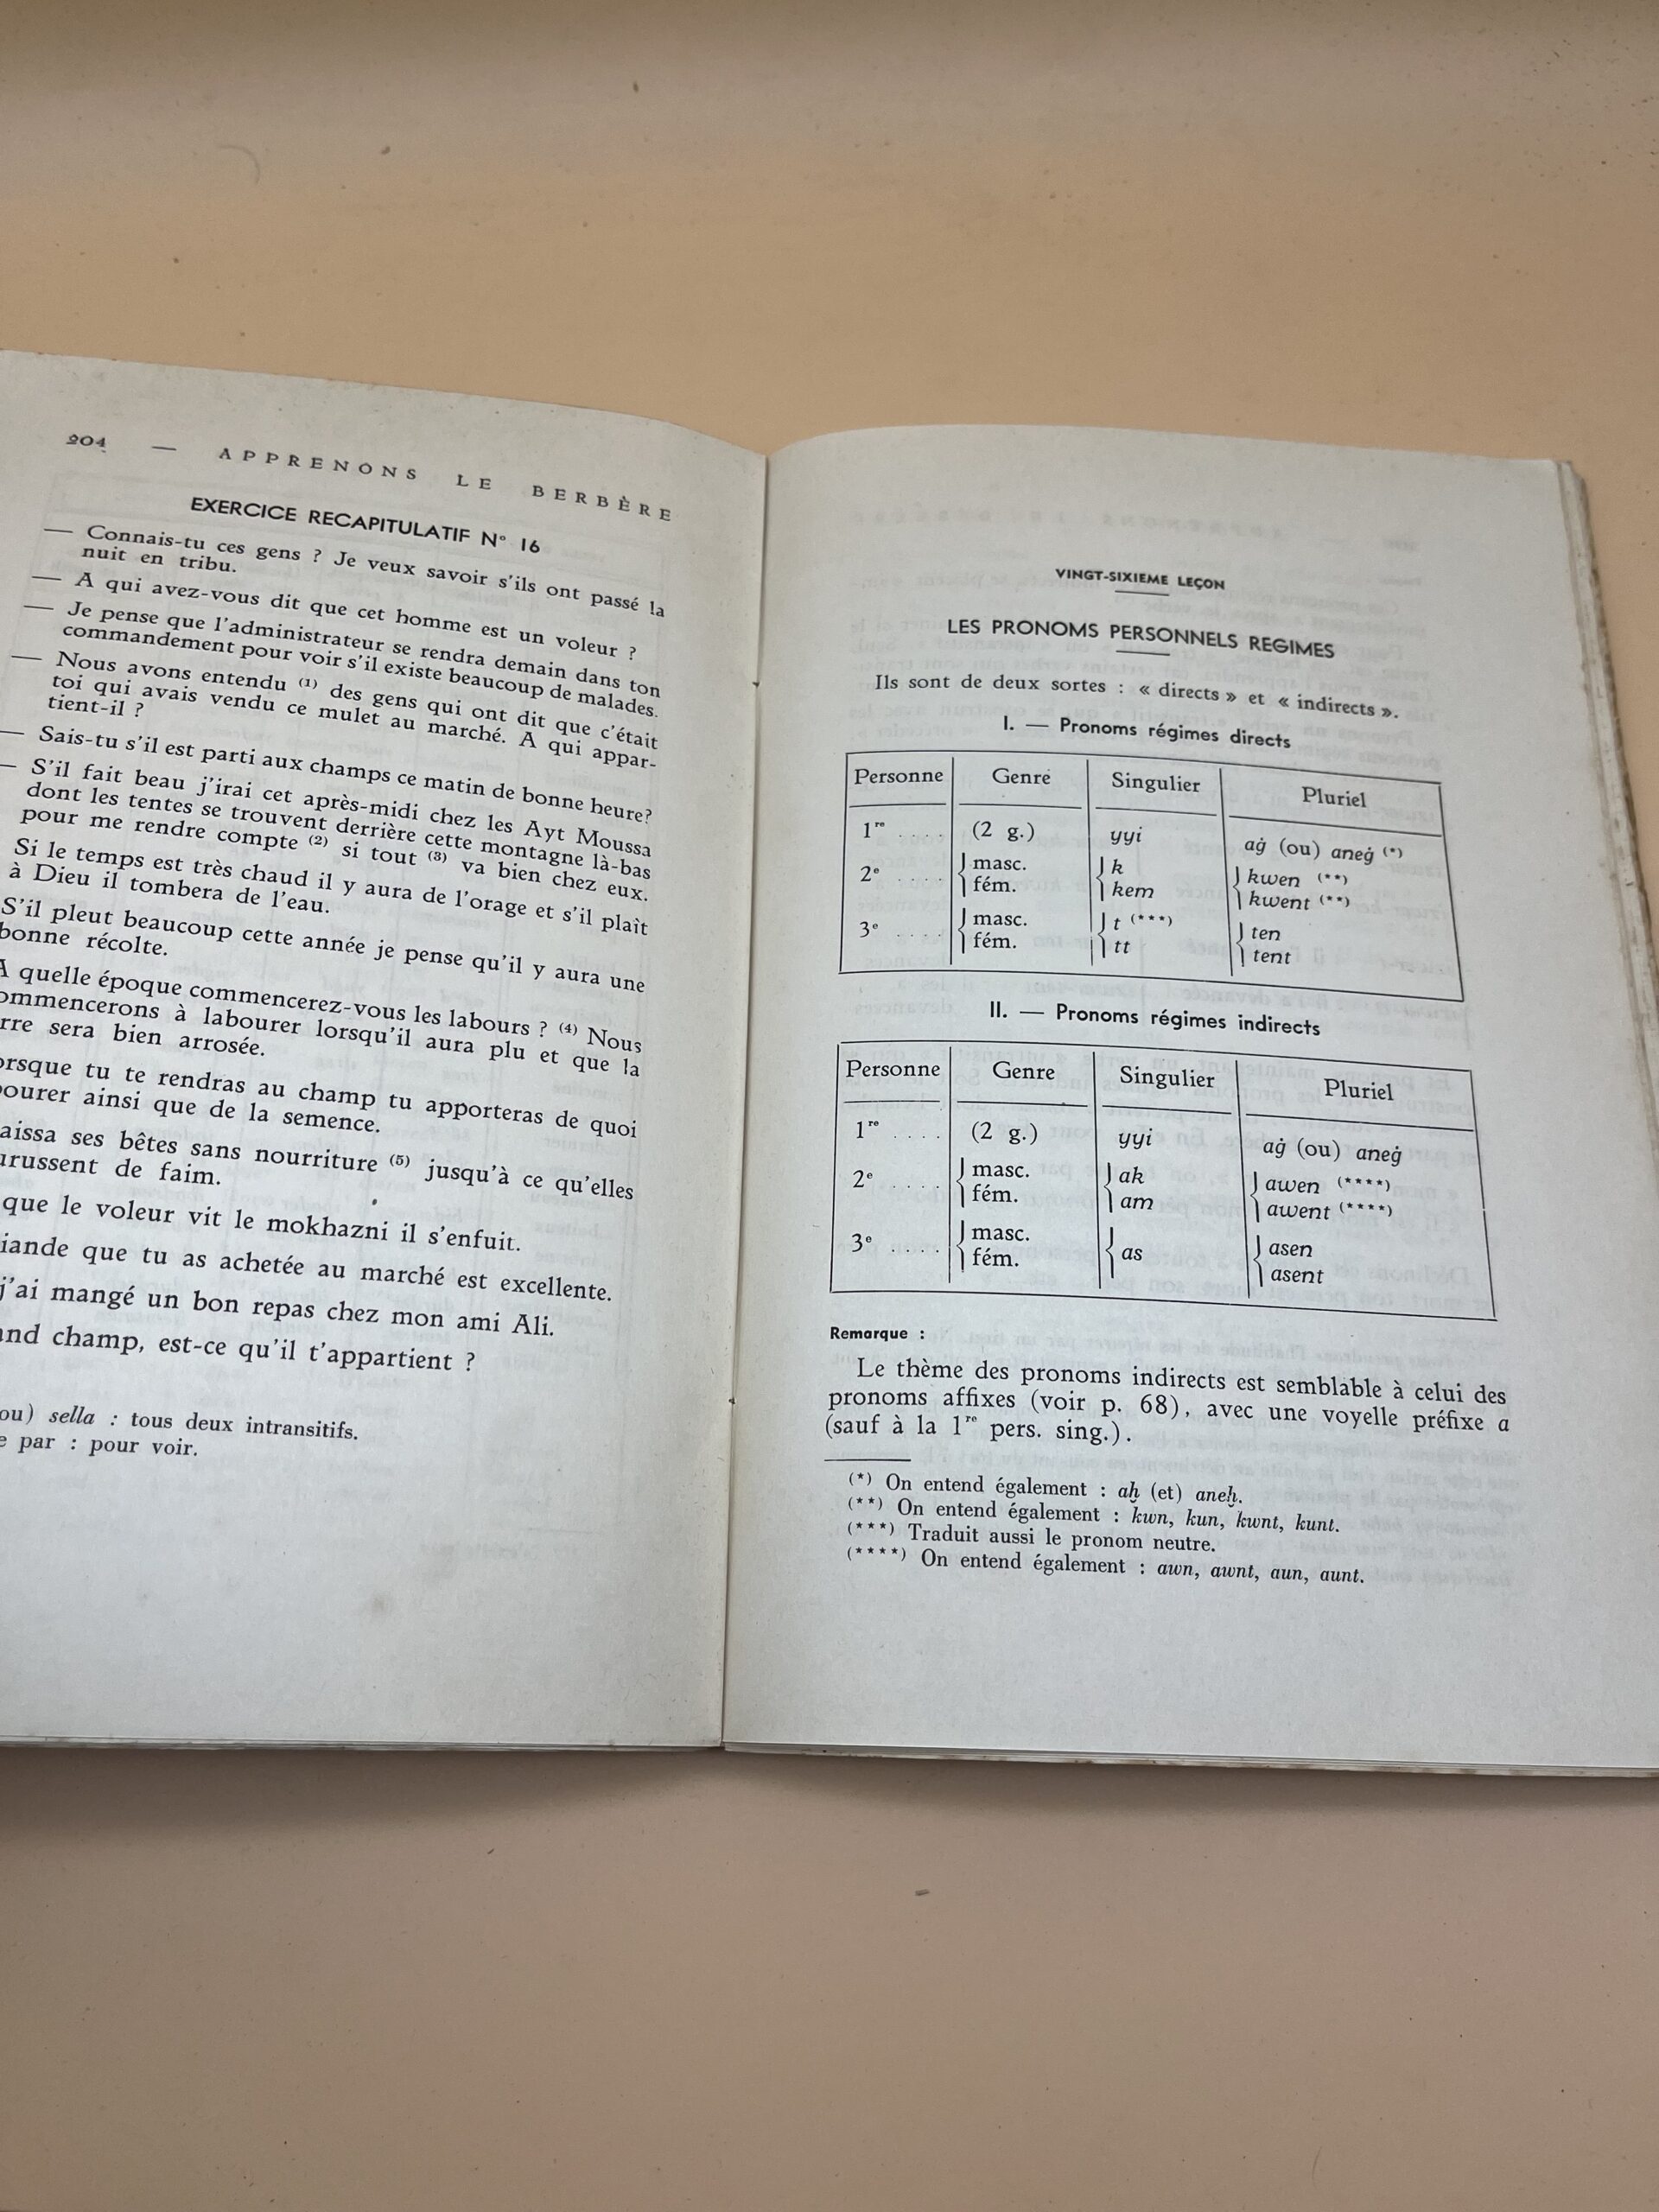 204 — APPRENONS LE BERBÈRE
EXERCICE RECAPITULATIF N° 16
— Connais-tu ces gens ? Je veux savoir s'ils ont passé la
nuit en tribu.
— A qui avez-vous dit que cet homme est un voleur ?
— Je pense que l'administrateur se rendra demain dans ton
commandement pour voir s'il existe beaucoup de malades.
— Nous avons entendu (1) des gens qui ont dit que c'était
toi qui avais vendu ce mulet au marché. A qui appar-
tient-il ?
— Sais-tu s'il est parti aux champs ce matin de bonne heure?
— S'il fait beau j'irai cet après-midi chez les Ayt Moussa
dont les tentes se trouvent derrière cette montagne là-bas
pour me rendre compte (2) si tout (3) va bien chez eux.
Si le temps est très chaud il y aura de l'orage et s'il plaît
à Dieu il tombera de l'eau.
S'il pleut beaucoup cette année je pense qu'il y aura une
bonne récolte.
A quelle époque commencerez-vous les labours ? (4) Nous
ommencerons à labourer lorsqu'il aura plu et que la
rre sera bien arrosée.
orsque tu te rendras au champ tu apporteras de quoi
ourer ainsi que de la semence.
aissa ses bêtes sans nourriture (5) jusqu'à ce qu'elles
urussent de faim.
que le voleur vit le mokhazni il s'enfuit.
iande que tu as achetée au marché est excellente.
j'ai mangé un bon repas chez mon ami Ali.
and champ, est-ce qu'il t'appartient ?
ou) sella : tous deux intransitifs.
e par : pour voir.
VINGT-SIXIEME LEÇON
LES PRONOMS PERSONNELS REGIMES
Ils sont de deux sortes : « directs » et « indirects ».
I. — Pronoms régimes directs
Personne Genre Singulier Pluriel
1re .... (2 g.) yyi aġ (ou) aneġ (*)
2e .... masc. k kwen (**)
fém. kem kwent (**)
3e .... masc. t (***) ten
fém. tt tent
II. — Pronoms régimes indirects
Personne Genre Singulier Pluriel
1re .... (2 g.) yyi aġ (ou) aneġ
2e .... masc. ak awen (****)
fém. am awent (****)
3e .... masc. as asen
fém. asent
Remarque :
Le thème des pronoms indirects est semblable à celui des
pronoms affixes (voir p. 68), avec une voyelle préfixe a
(sauf à la 1re pers. sing.).
(*) On entend également : aḫ (et) aneḫ.
(**) On entend également : kwn, kun, kwnt, kunt.
(***) Traduit aussi le pronom neutre.
(****) On entend également : awn, awnt, aun, aunt.